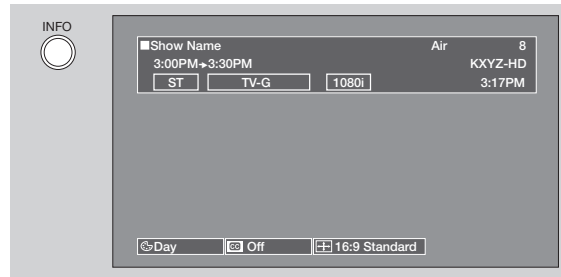 INFO
■Show Name Air 8
3:00PM→3:30PM KXYZ-HD
ST TV-G 1080i 3:17PM
Day CC Off 16:9 Standard